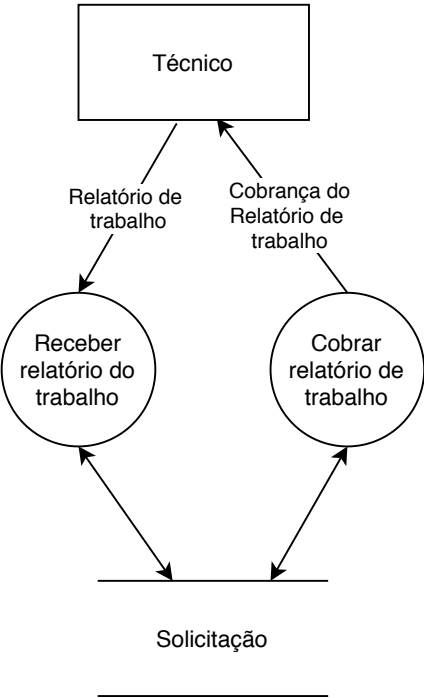 Técnico
Relatório de
trabalho
Cobrança do
Relatório de
trabalho
Receber
relatório do
trabalho
Cobrar
relatório de
trabalho
Solicitação